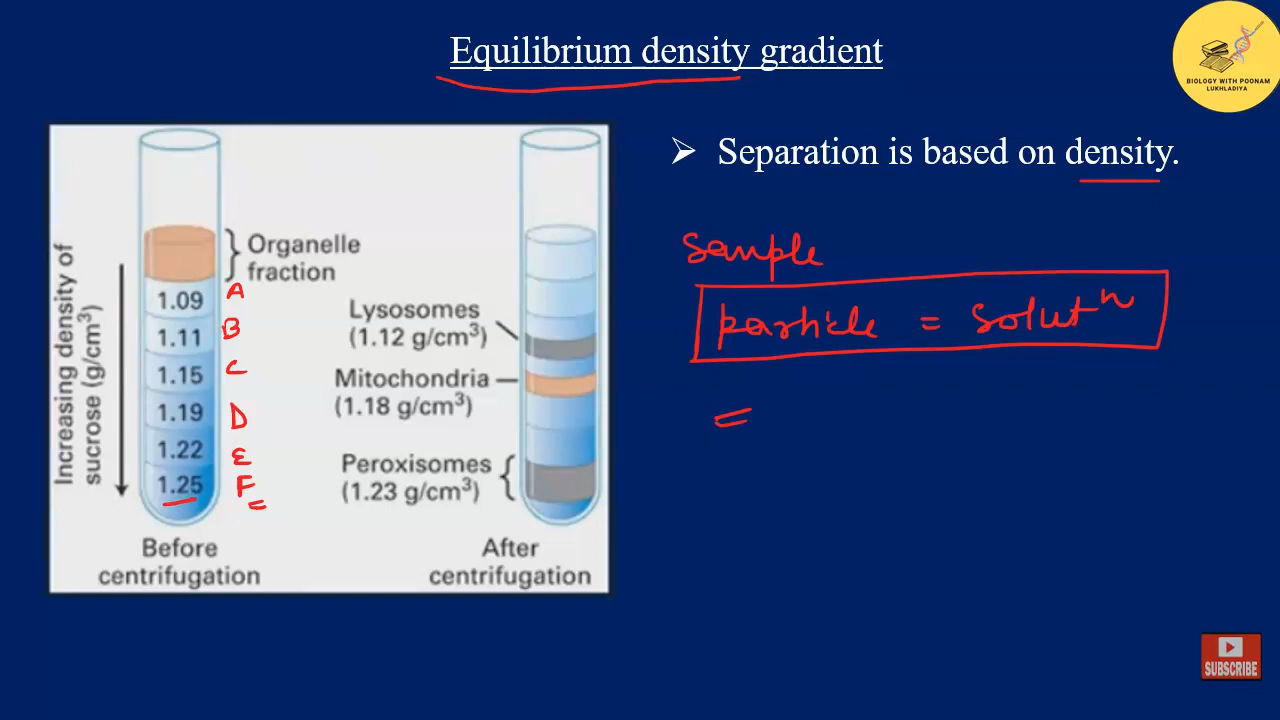 Equilibrium density gradient
BIOLOGY WITH POONAM
LUKHLADIYA
➤ Separation is based on density.
Sample
particle = solutⁿ
=
Increasing density of
sucrose (g/cm³)
Organelle
fraction
1.09 A
1.11 B
1.15 C
1.19 D
1.22 E
1.25 F
Before
centrifugation
Lysosomes
(1.12 g/cm³)
Mitochondria
(1.18 g/cm³)
Peroxisomes
(1.23 g/cm³)
After
centrifugation
SUBSCRIBE